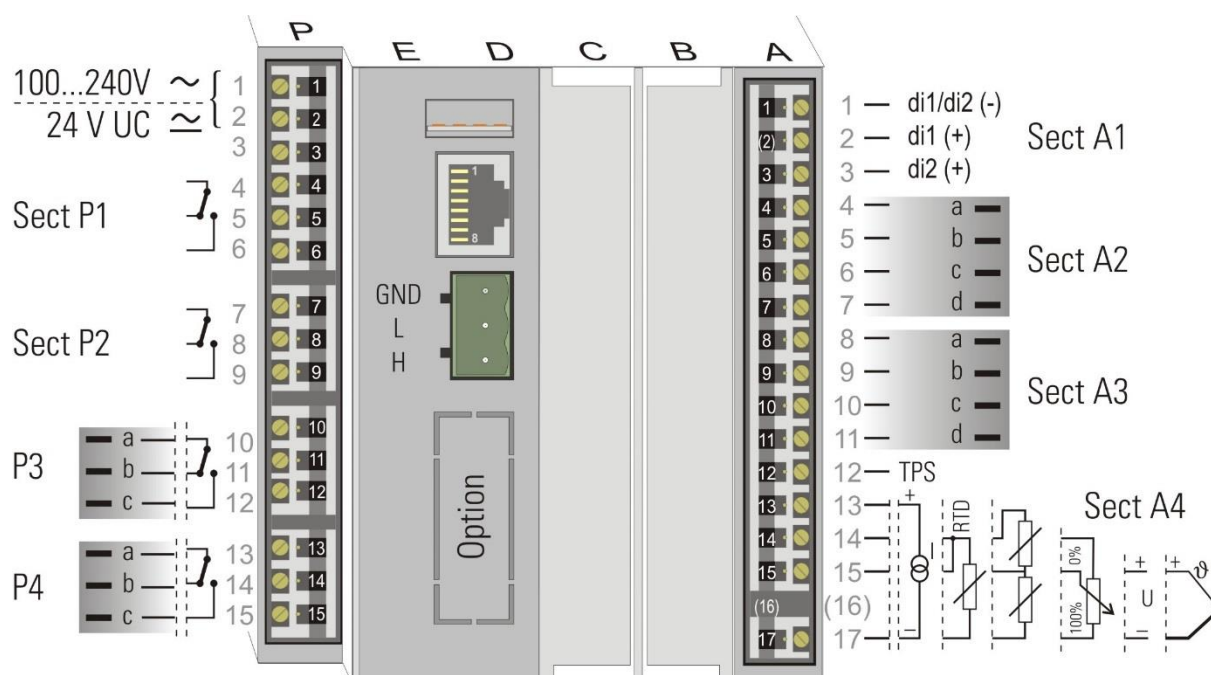 P
E
D
C
B
A
100...240V ~
24 V UC
1
2
3
4
5
6
7
8
9
10
11
12
13
14
15
Sect P1
Sect P2
P3
a
b
c
P4
a
b
c
1
2
3
4
5
6
7
8
9
10
11
12
13
14
15
1
8
GND
L
H
Option
1
(2)
3
4
5
6
7
8
9
10
11
12
13
14
15
(16)
17
1
2
3
4
5
6
7
8
9
10
11
12
13
14
15
(16)
17
di1/di2 (-)
di1 (+)
di2 (+)
Sect A1
a
b
c
d
Sect A2
a
b
c
d
Sect A3
TPS
Sect A4
+
I
−
RTD
0%
100%
+
U
−
+
ϑ